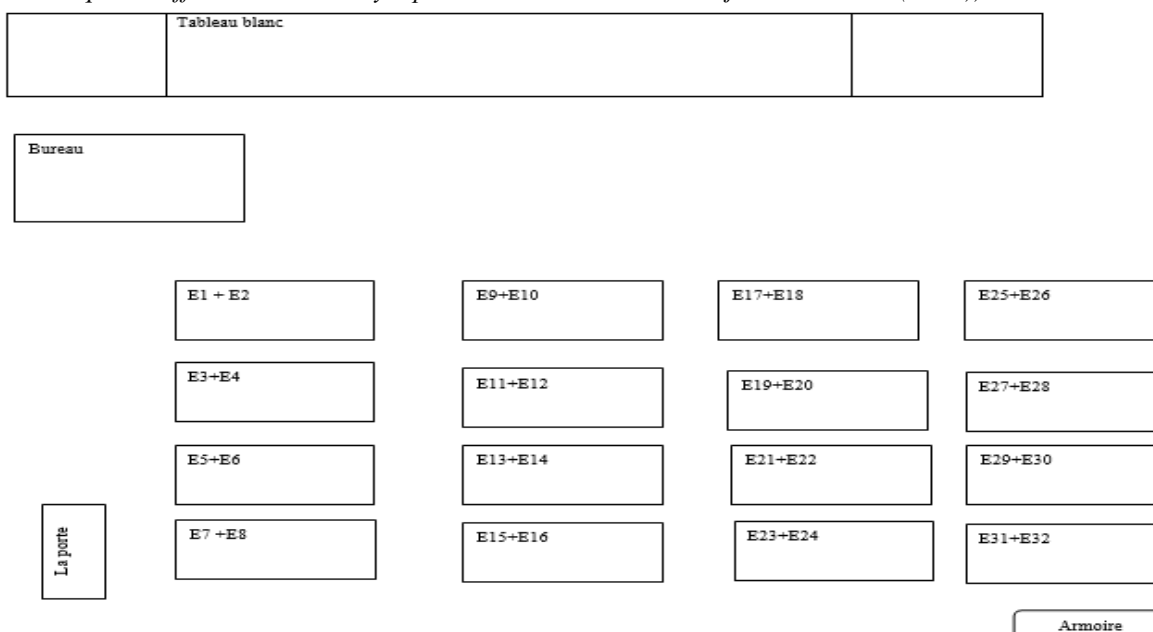 Tableau blanc
Bureau
E1 + E2
E9+E10
E17+E18
E25+E26
E3+E4
E11+E12
E19+E20
E27+E28
E5+E6
E13+E14
E21+E22
E29+E30
E7 +E8
E15+E16
E23+E24
E31+E32
La porte
Armoire